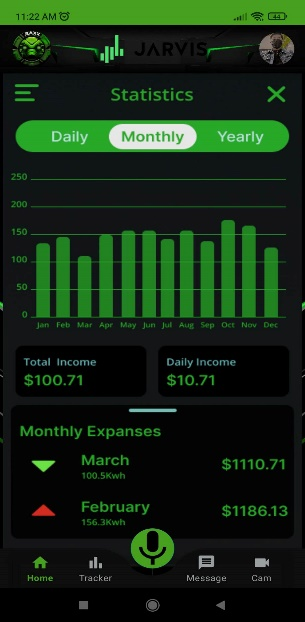 11:22 AM
44
JARVIS
Statistics
Daily Monthly Yearly
250
200
150
100
50
0
Jan Feb Mar Apr May Jun Jul Aug Sep Oct Nov Dec
Total Income
$100.71
Daily Income
$10.71
Monthly Expanses
March
$1110.71
100.5Kwh
February
$1186.13
156.3Kwh
Home
Tracker
Message
Cam